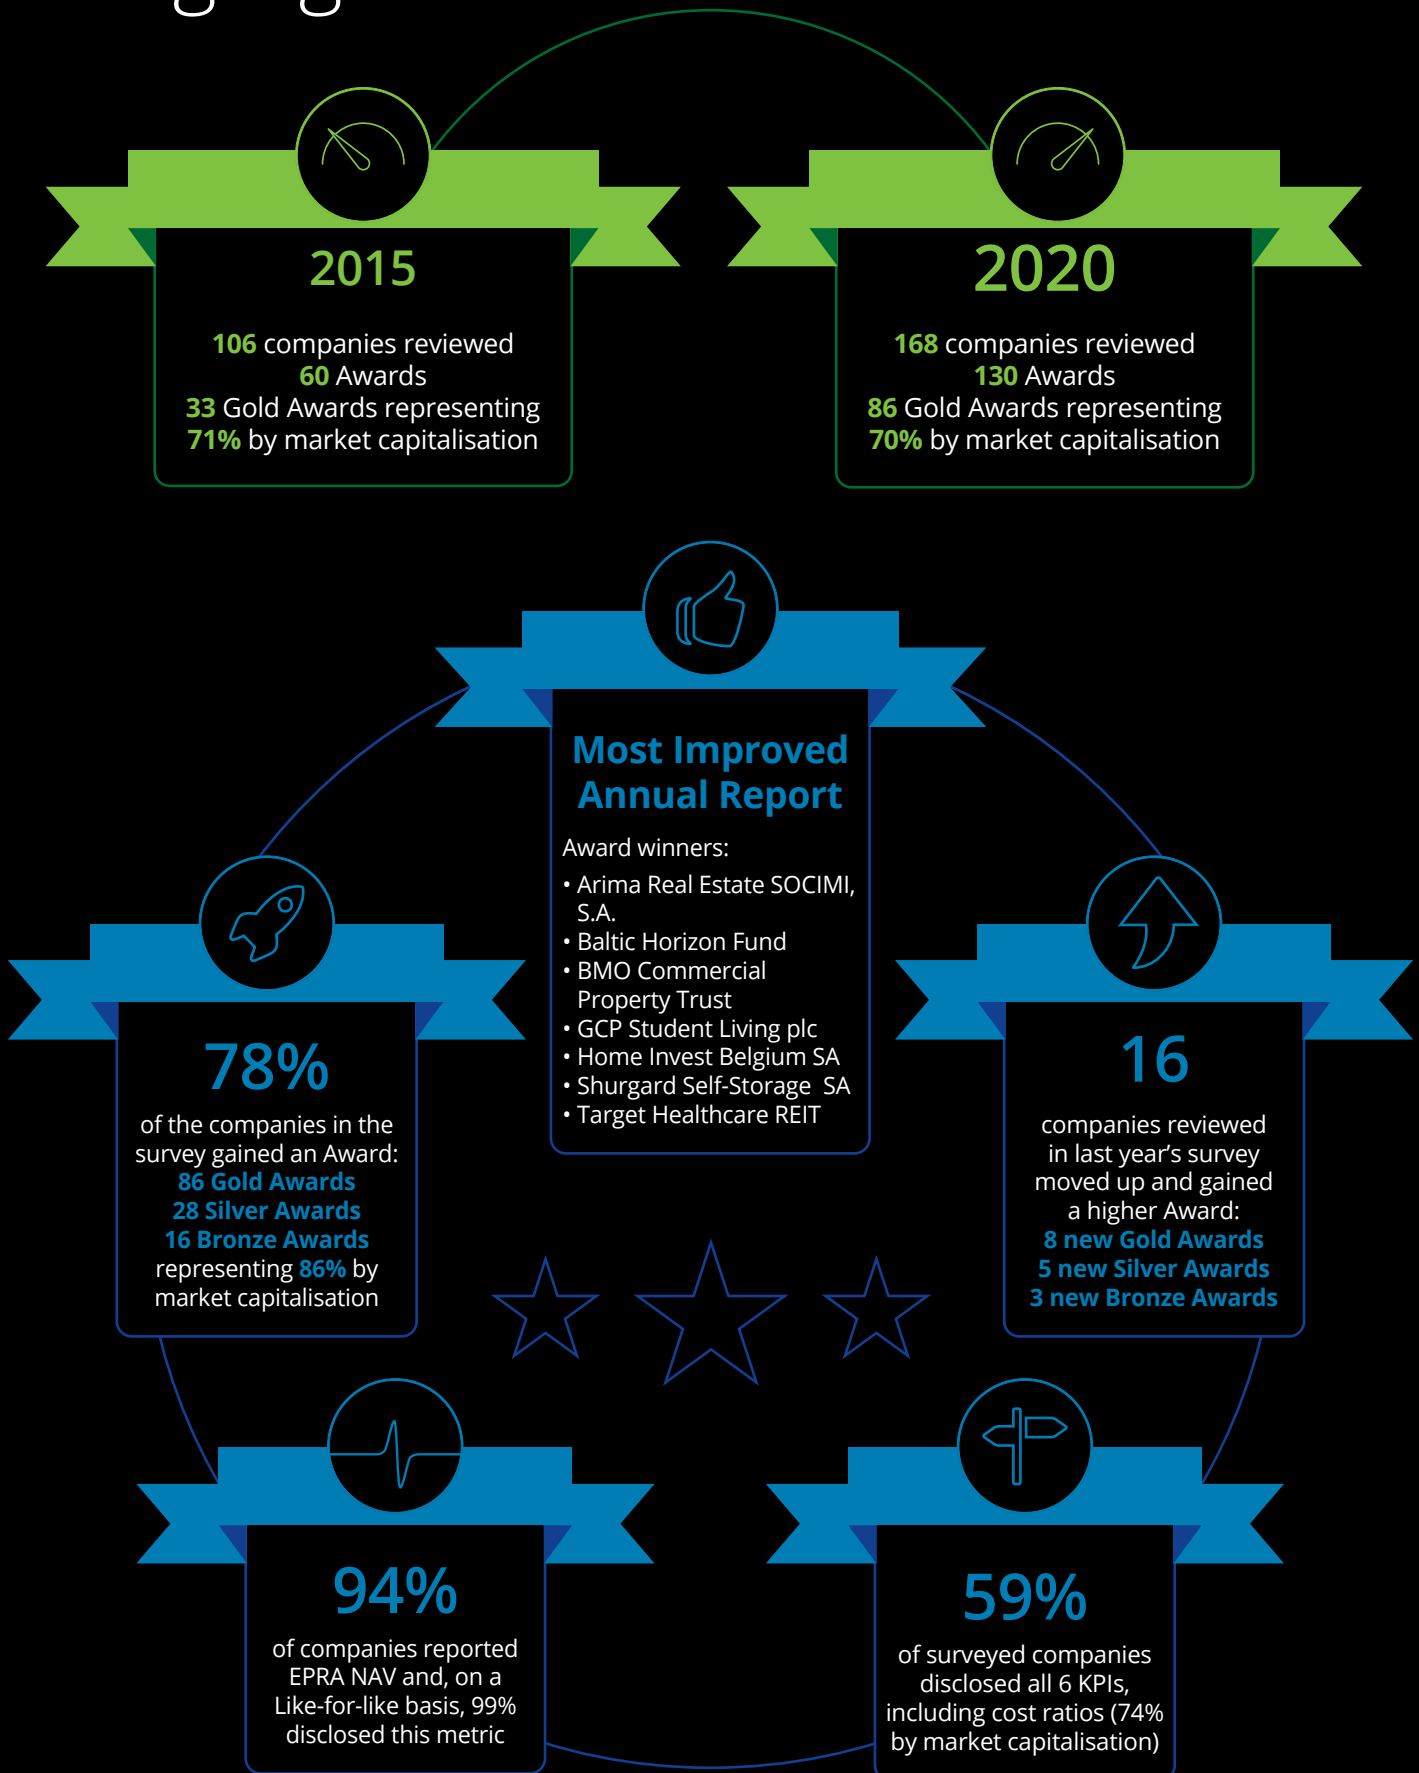 2015
106 companies reviewed
60 Awards
33 Gold Awards representing
71% by market capitalisation
2020
168 companies reviewed
130 Awards
86 Gold Awards representing
70% by market capitalisation
Most Improved
Annual Report
Award winners:
• Arima Real Estate SOCIMI,
S.A.
• Baltic Horizon Fund
• BMO Commercial
Property Trust
• GCP Student Living plc
• Home Invest Belgium SA
• Shurgard Self-Storage SA
• Target Healthcare REIT
78%
of the companies in the
survey gained an Award:
86 Gold Awards
28 Silver Awards
16 Bronze Awards
representing 86% by
market capitalisation
16
companies reviewed
in last year's survey
moved up and gained
a higher Award:
8 new Gold Awards
5 new Silver Awards
3 new Bronze Awards
94%
of companies reported
EPRA NAV and, on a
Like-for-like basis, 99%
disclosed this metric
59%
of surveyed companies
disclosed all 6 KPIs,
including cost ratios (74%
by market capitalisation)